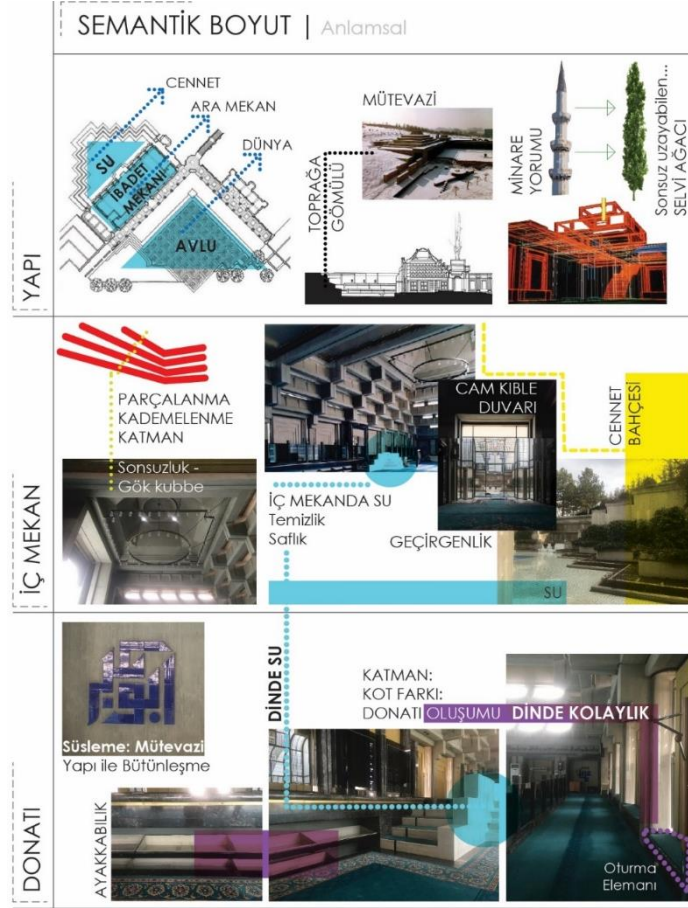 SEMANTİK BOYUT | Anlamsal
YAPI
CENNET
ARA MEKAN
DÜNYA
SU
İBADET
MEKANI
AVLU
MÜTEVAZİ
TOPRAĞA
GÖMÜLÜ
MİNARE
YORUMU
Sonsuz uzayabilen...
SELVİ AĞACI
İÇ MEKAN
PARÇALANMA
KADEMELENME
KATMAN
Sonsuzluk -
Gök kubbe
İÇ MEKANDA SU
Temizlik
Saflık
CAM KIBLE
DUVARI
GEÇİRGENLİK
CENNET
BAHÇESİ
SU
DONATI
Süsleme: Mütevazi
Yapı ile Bütünleşme
AYAKKABILIK
DİNDE SU
KATMAN:
KOT FARKI:
DONATI OLUŞUMU DİNDE KOLAYLIK
Oturma
Elemanı